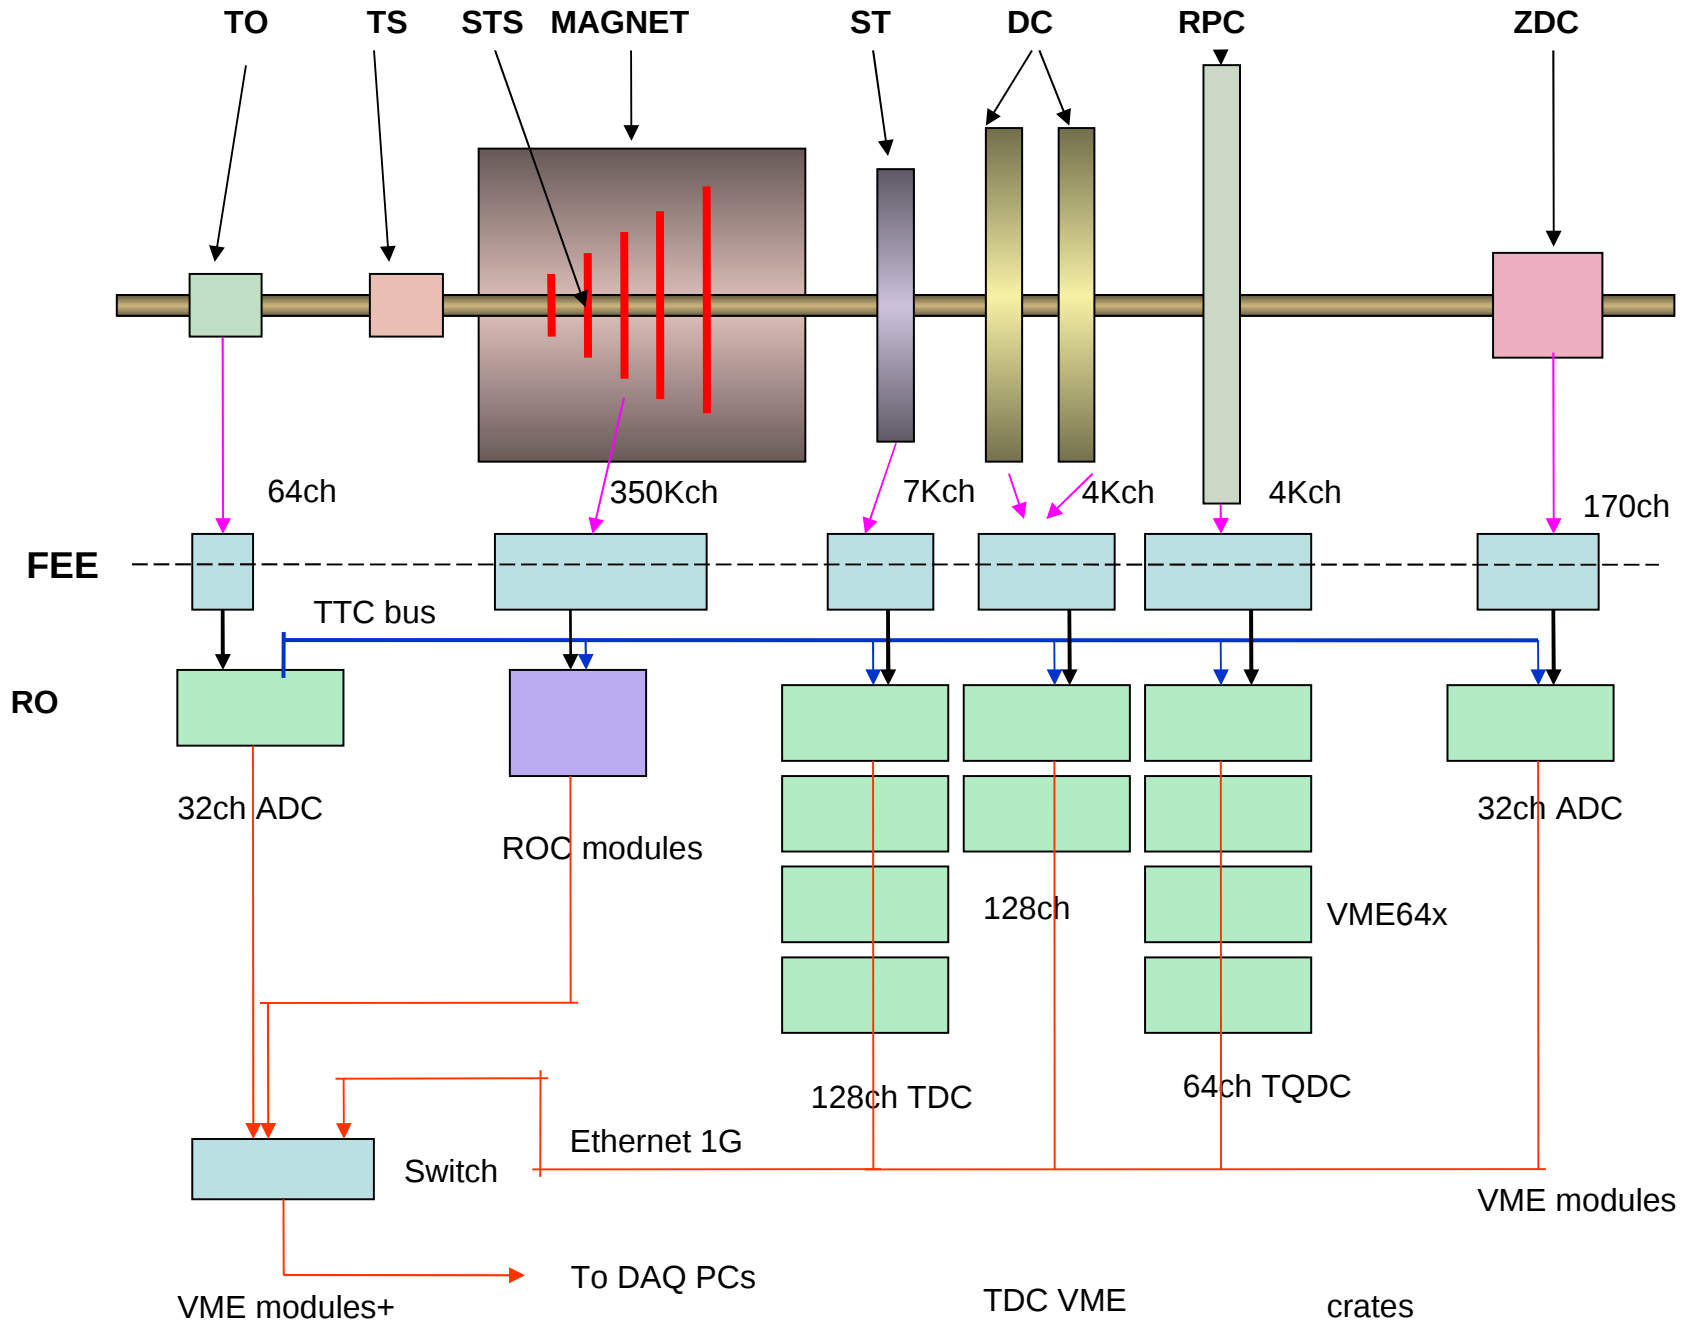 TO TS STS MAGNET ST DC RPC ZDC
64ch 350Kch 7Kch 4Kch 4Kch 170ch
FEE
TTC bus
RO
32ch ADC 32ch ADC
ROC modules
128ch VME64x
128ch TDC 64ch TQDC
Ethernet 1G
Switch
VME modules
To DAQ PCs
VME modules+ TDC VME crates